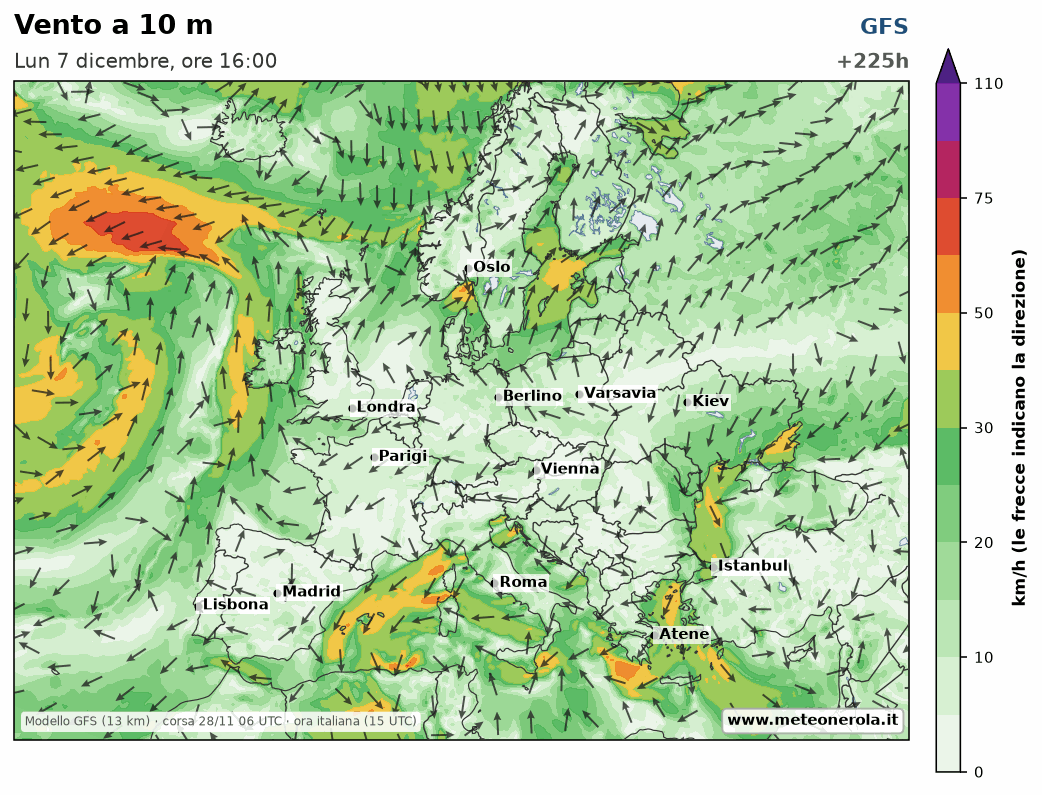 Vento a 10 m
GFS
Lun 7 dicembre, ore 16:00
+225h
110
75
50
30
20
10
0
km/h (le frecce indicano la direzione)
Oslo
Berlino
Varsavia
Kiev
Londra
Parigi
Vienna
Istanbul
Roma
Madrid
Lisbona
Atene
Modello GFS (13 km) · corsa 28/11 06 UTC · ora italiana (15 UTC)
www.meteonerola.it